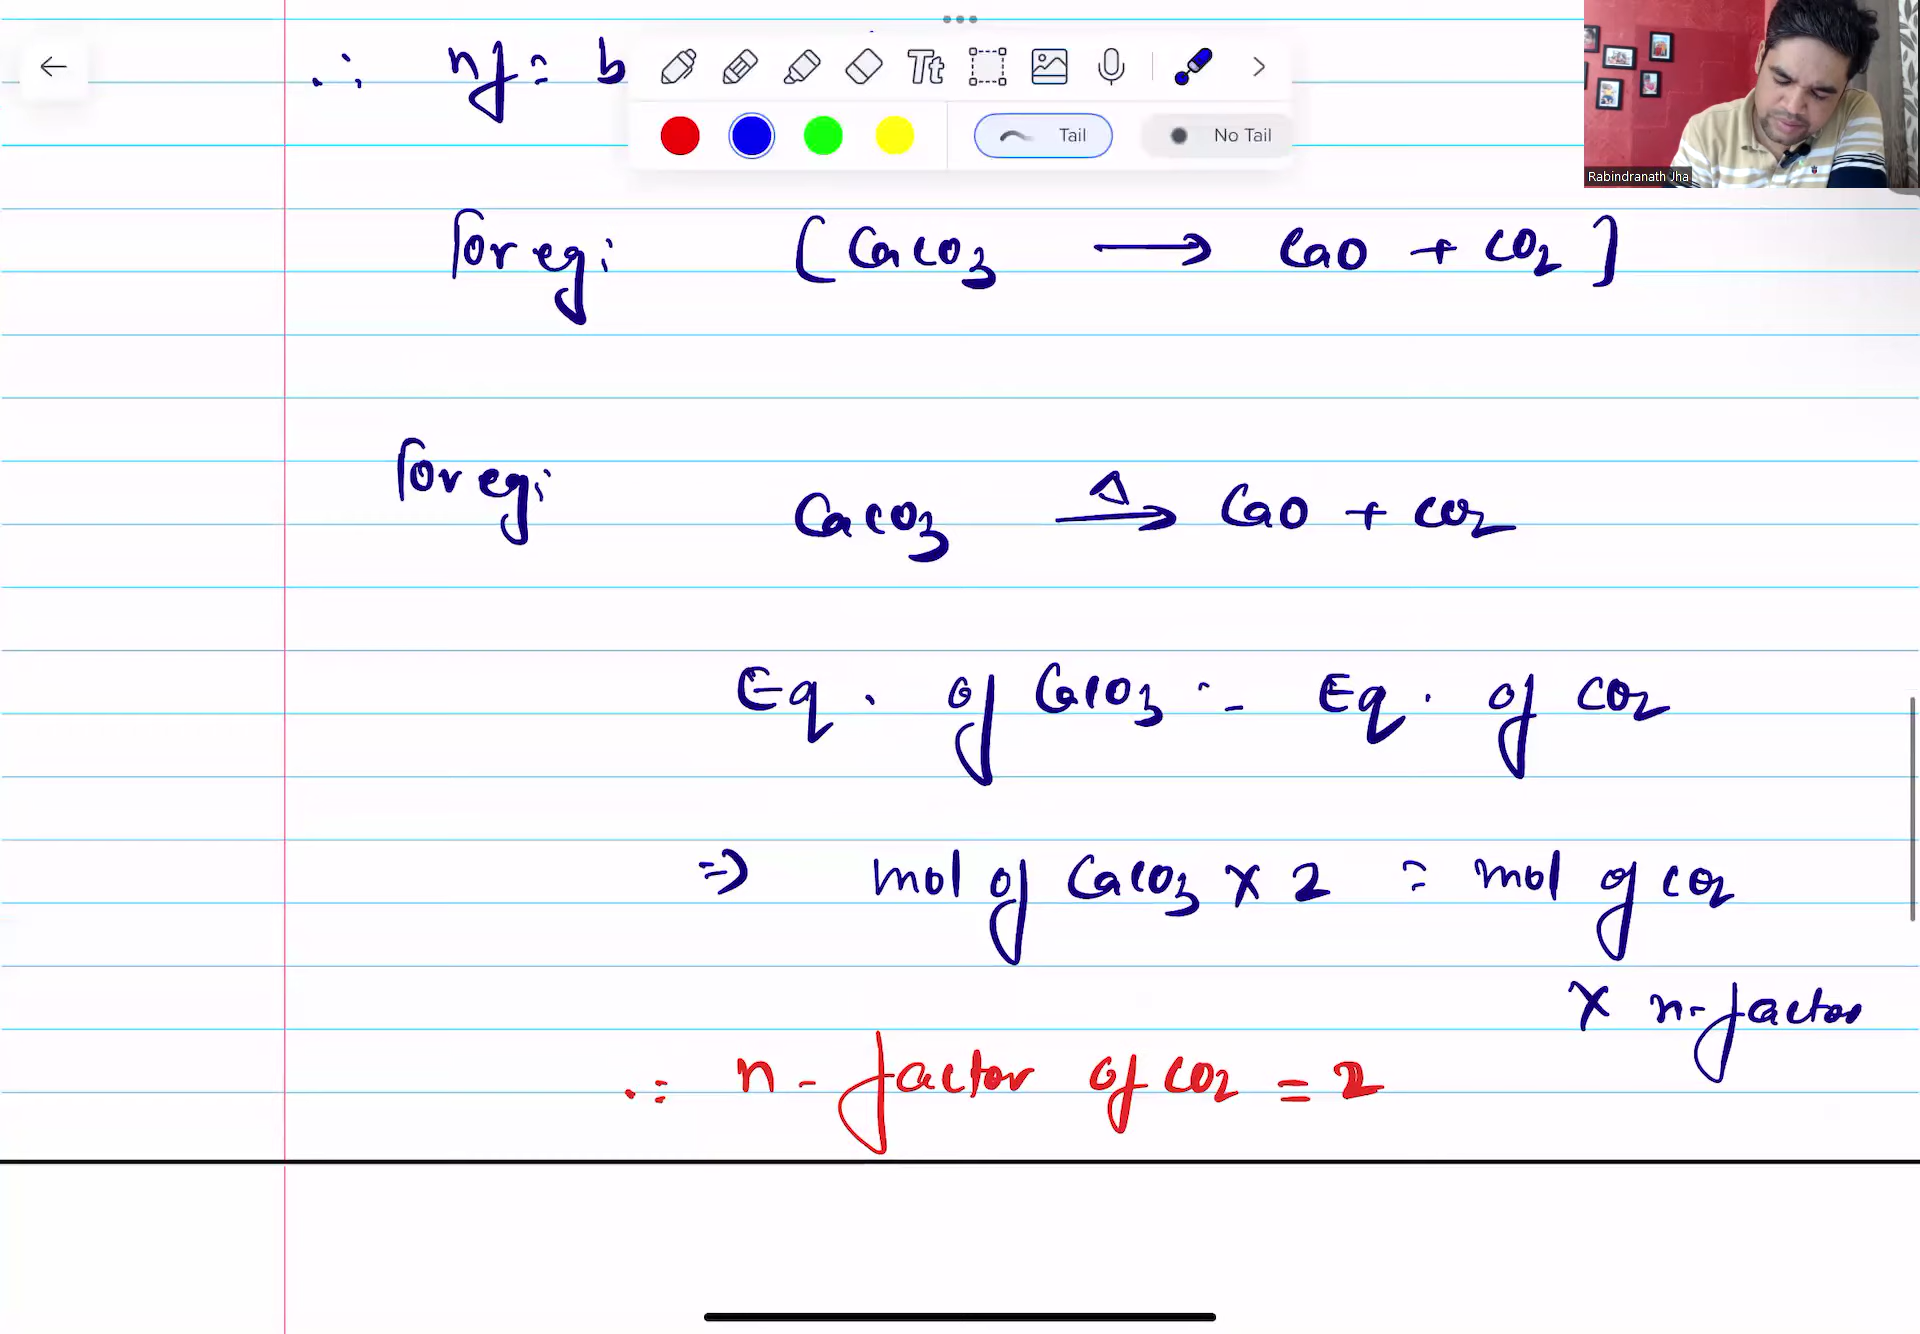 ∴ nf = b
Tt
Tail
No Tail
Rabindranath Jha
For eg: [CaCO3 ⟶ CaO + CO2]
For eg: CaCO3 —Δ→ CaO + CO2
Eq. of CaCO3 = Eq. of CO2
⇒ mol of CaCO3 × 2 = mol of CO2
× n-factor
∴ n-factor of CO2 = 2